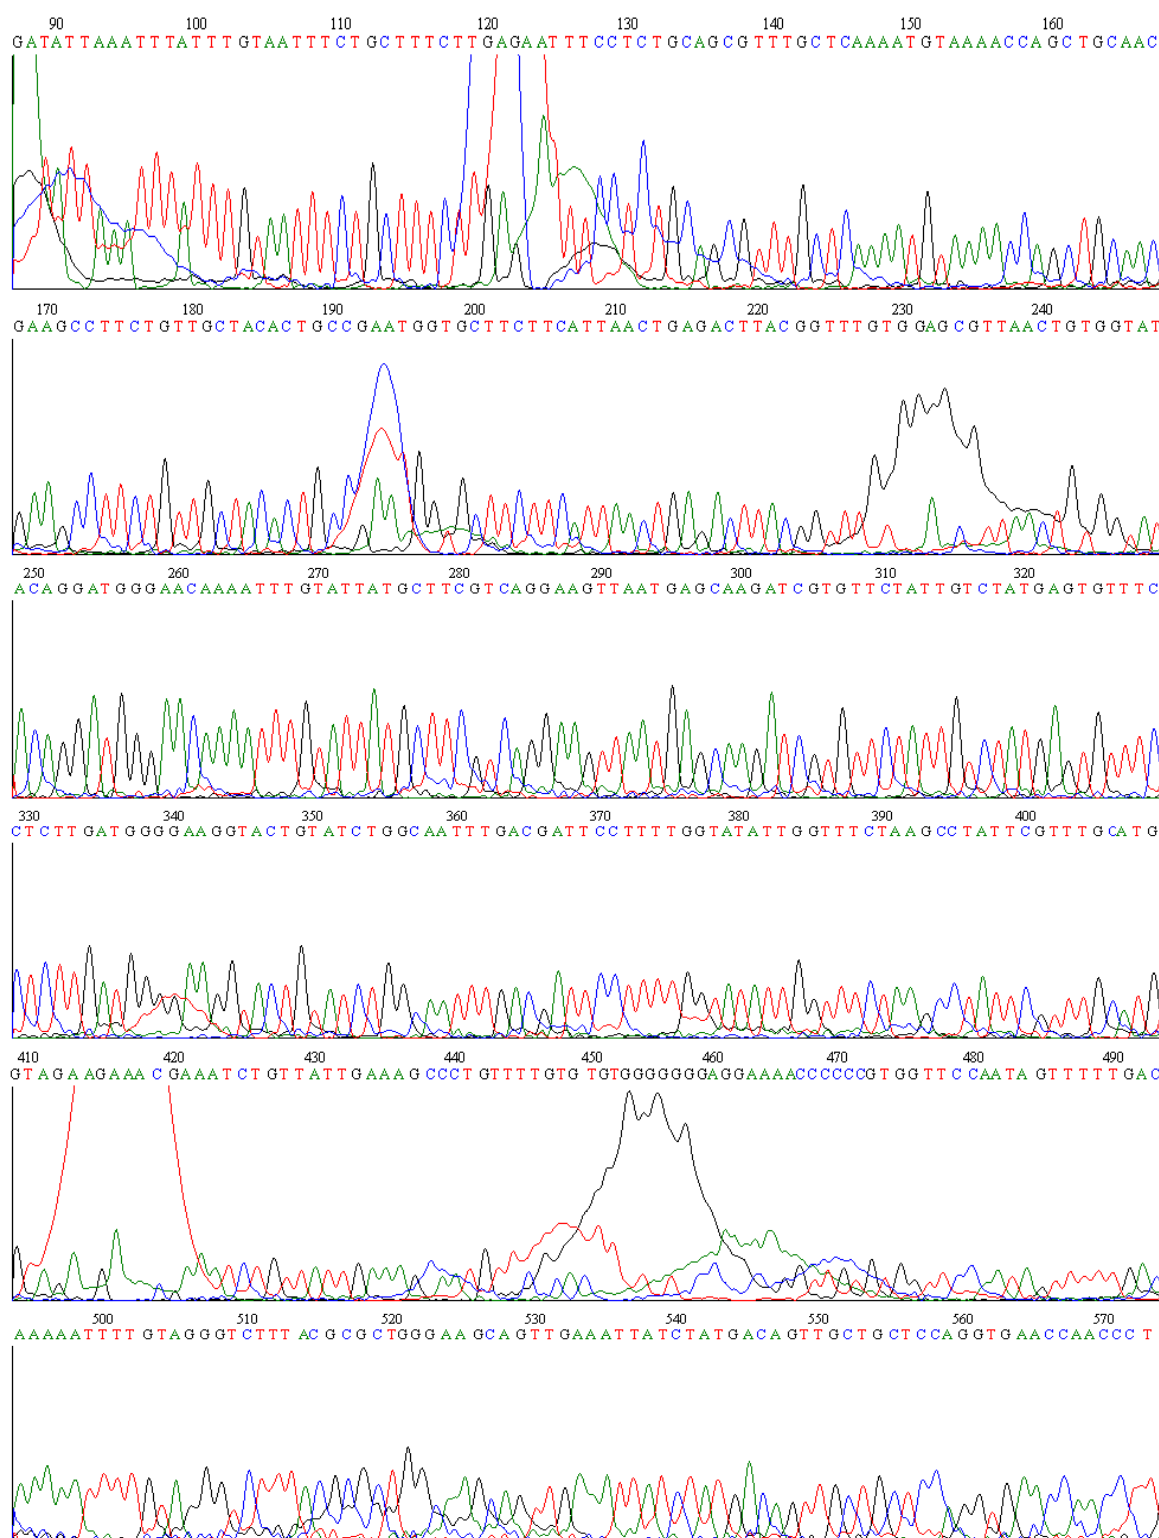 90 100 110 120 130 140 150 160
GATATTAAATTTATTTGTAATTTCTGCTTTCTTGAGAATTTCCTCTGCAGCGTTTGCTCAAAATGTAAAACCAGCTGCAAC
170 180 190 200 210 220 230 240
GAAGCCTTCTGTTGCTACACTGCCGAATGGTGCTTCTTCATTAACTGAGACTTACGGTTTGTGGAGCGTTAACTGTGGTAT
250 260 270 280 290 300 310 320
ACAGGATGGGAACAAAATTTGTATTATGCTTCGTCAGGAAGTTAATGAGCAAGATCGTGTTCTATTGTCTATGAGTGTTTC
330 340 350 360 370 380 390 400
CTCTTGATGGGGAAGGTACTGTATCTGGCAATTTGACGATTCCTTTTGGTATATTGGTTTCTAAGCCTATTCGTTTGCATG
410 420 430 440 450 460 470 480 490
GTAGAAGAAACGAAATCTGTTATTGAAAGCCCTGTTTTGTGTGTGGGGGGGAGGAAAACCCCCCGTGGTTCCAATAGTTTTTGAC
500 510 520 530 540 550 560 570
AAAAATTTTGTAGGGTCTTTACGCGCTGGGAAGCAGTTGAAATTATCTATGACAGTTGCTGCTCCAGGTGAACCAACCCT